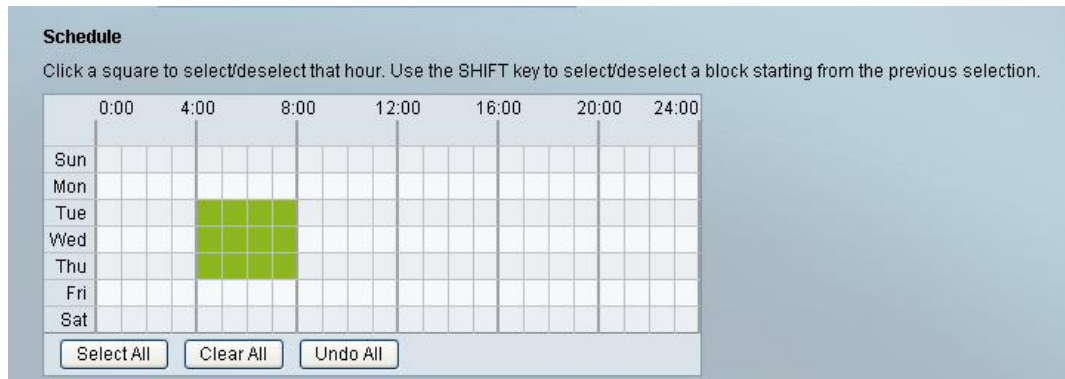 Schedule
Click a square to select/deselect that hour. Use the SHIFT key to select/deselect a block starting from the previous selection.
0:00 4:00 8:00 12:00 16:00 20:00 24:00
Sun
Mon
Tue
Wed
Thu
Fri
Sat
Select All Clear All Undo All